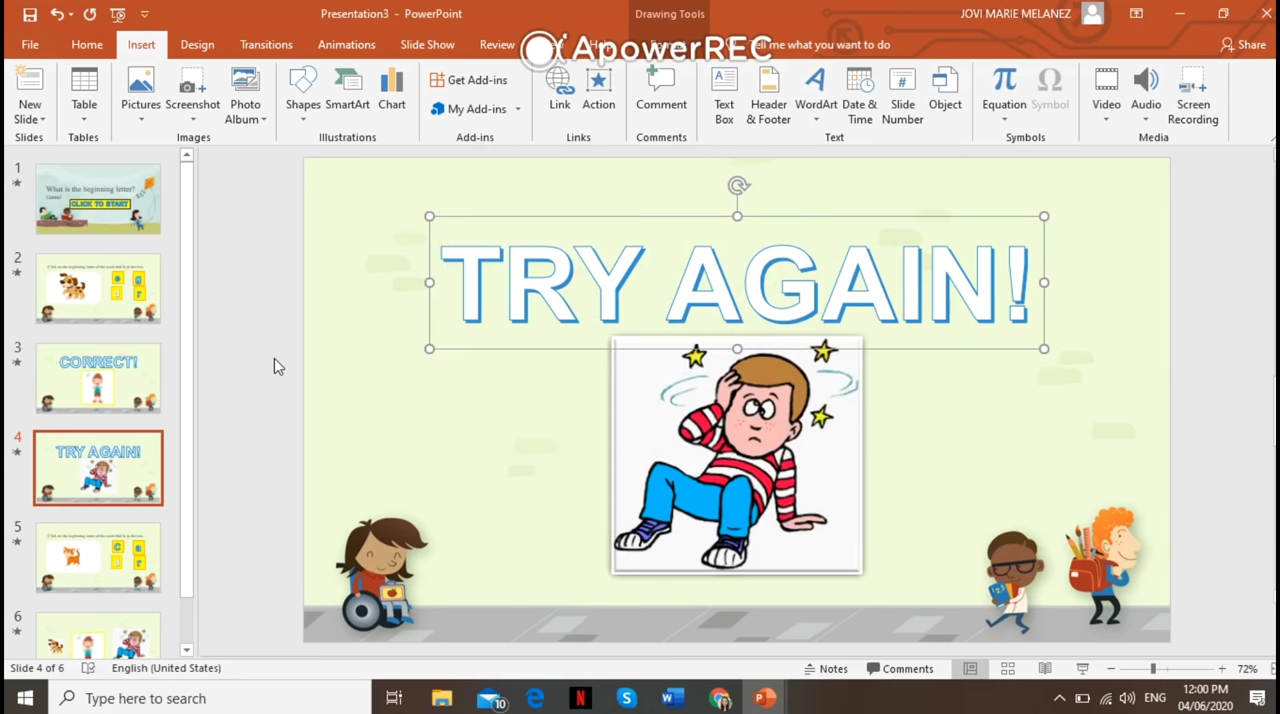 Presentation3 - PowerPoint
Drawing Tools
JOVI MARIE MELANEZ
File Home Insert Design Transitions Animations Slide Show Review Help Tell me what you want to do Share
ApowerREC
New Slide
Table
Pictures
Screenshot
Photo Album
Shapes
SmartArt
Chart
Get Add-ins
My Add-ins
Link
Action
Comment
Text Box
Header & Footer
WordArt
Date & Time
Slide Number
Object
Equation
Symbol
Video
Audio
Screen Recording
Slides Tables Images Illustrations Add-ins Links Comments Text Symbols Media
1
What is the beginning letter?
Game!
CLICK TO START
2
3
CORRECT!
4
TRY AGAIN!
5
6
TRY AGAIN!
Slide 4 of 6 English (United States) Notes Comments 72%
Type here to search
10
ENG
12:00 PM
04/06/2020